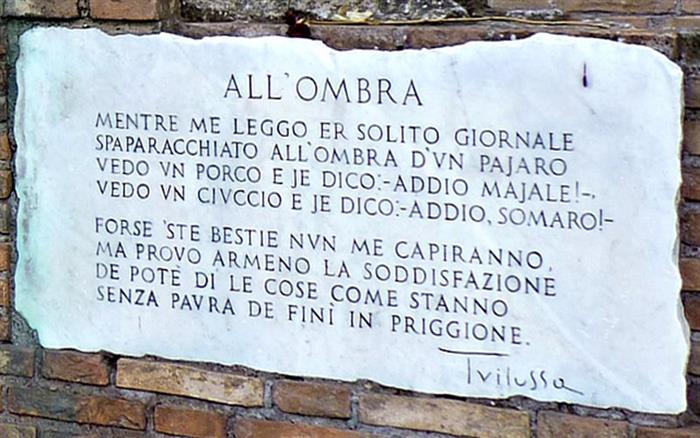 ALL'OMBRA
MENTRE ME LEGGO ER SOLITO GIORNALE
SPAPARACCHIATO ALL'OMBRA D'VN PAJARO
VEDO VN PORCO E JE DICO:-ADDIO MAJALE!-,
VEDO VN CIVCCIO E JE DICO:-ADDIO, SOMARO!-
FORSE 'STE BESTIE NVN ME CAPIRANNO,
MA PROVO ARMENO LA SODDISFAZIONE
DE POTÈ DÌ LE COSE COME STANNO
SENZA PAVRA DE FINÌ IN PRIGGIONE.
Trilussa